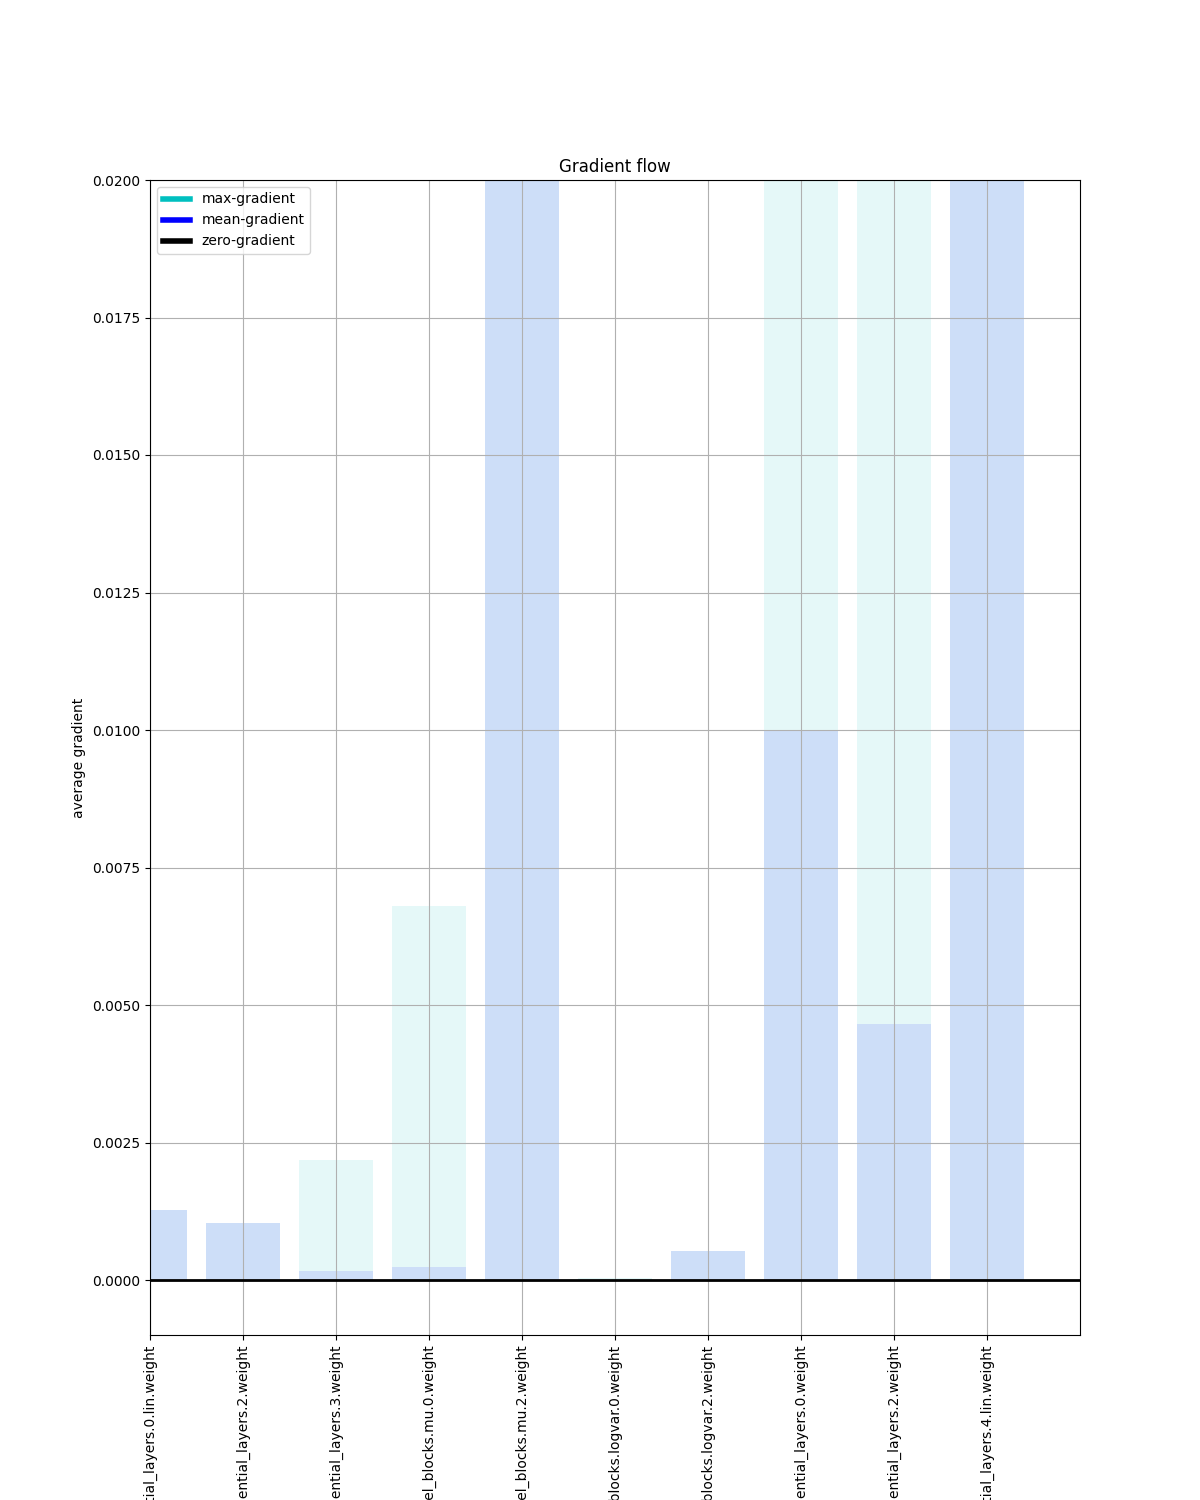 Gradient flow
max-gradient
mean-gradient
zero-gradient
0.0200
0.0175
0.0150
0.0125
0.0100
0.0075
0.0050
0.0025
0.0000
average gradient
tial_layers.0.lin.weight
ential_layers.2.weight
ential_layers.3.weight
el_blocks.mu.0.weight
el_blocks.mu.2.weight
blocks.logvar.0.weight
blocks.logvar.2.weight
ential_layers.0.weight
ential_layers.2.weight
tial_layers.4.lin.weight